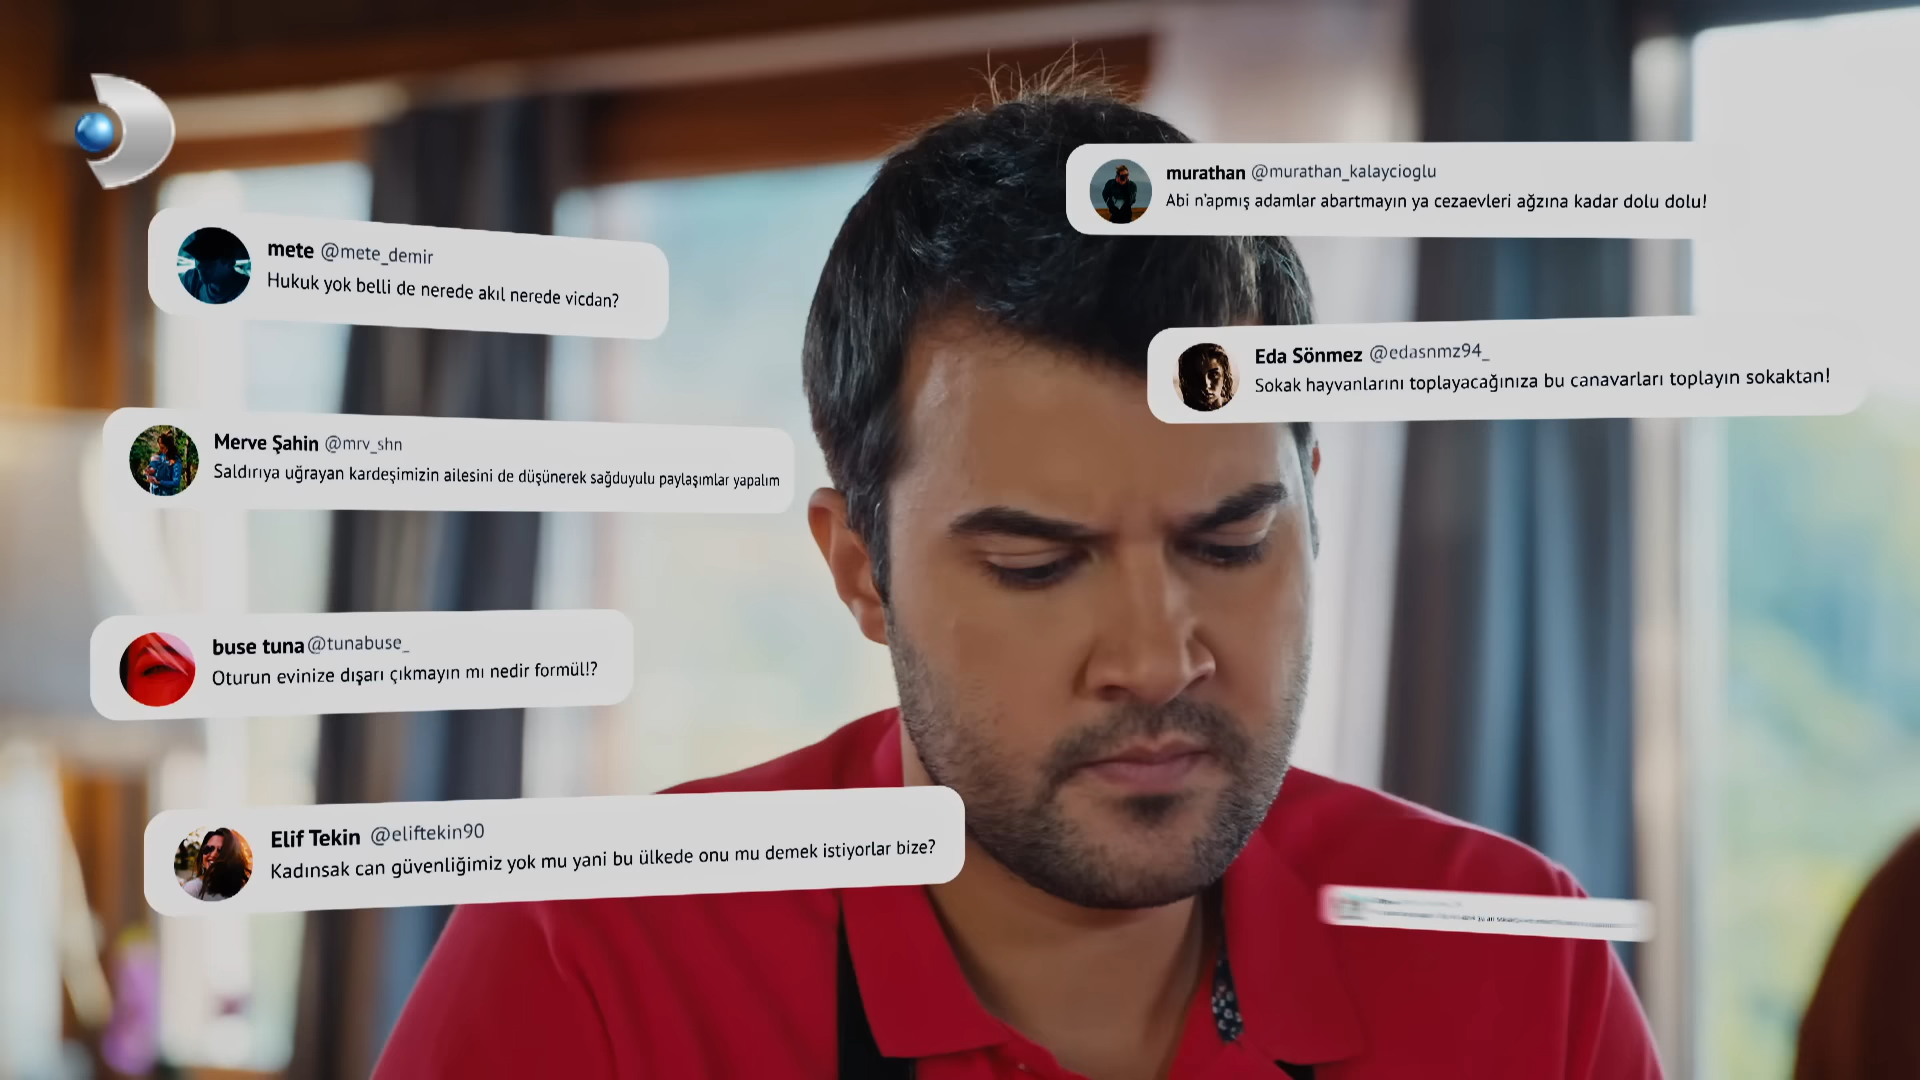 mete @mete_demir
Hukuk yok belli de nerede akıl nerede vicdan?
Merve Şahin @mrv_shn
Saldırıya uğrayan kardeşimizin ailesini de düşünerek sağduyulu paylaşımlar yapalım
buse tuna @tunabuse_
Oturun evinize dışarı çıkmayın mı nedir formül!?
Elif Tekin @eliftekin90
Kadınsak can güvenliğimiz yok mu yani bu ülkede onu mu demek istiyorlar bize?
murathan @murathan_kalaycioglu
Abi n'apmış adamlar abartmayın ya cezaevleri ağzına kadar dolu dolu!
Eda Sönmez @edasnmz94_
Sokak hayvanlarını toplayacağınıza bu canavarları toplayın sokaktan!